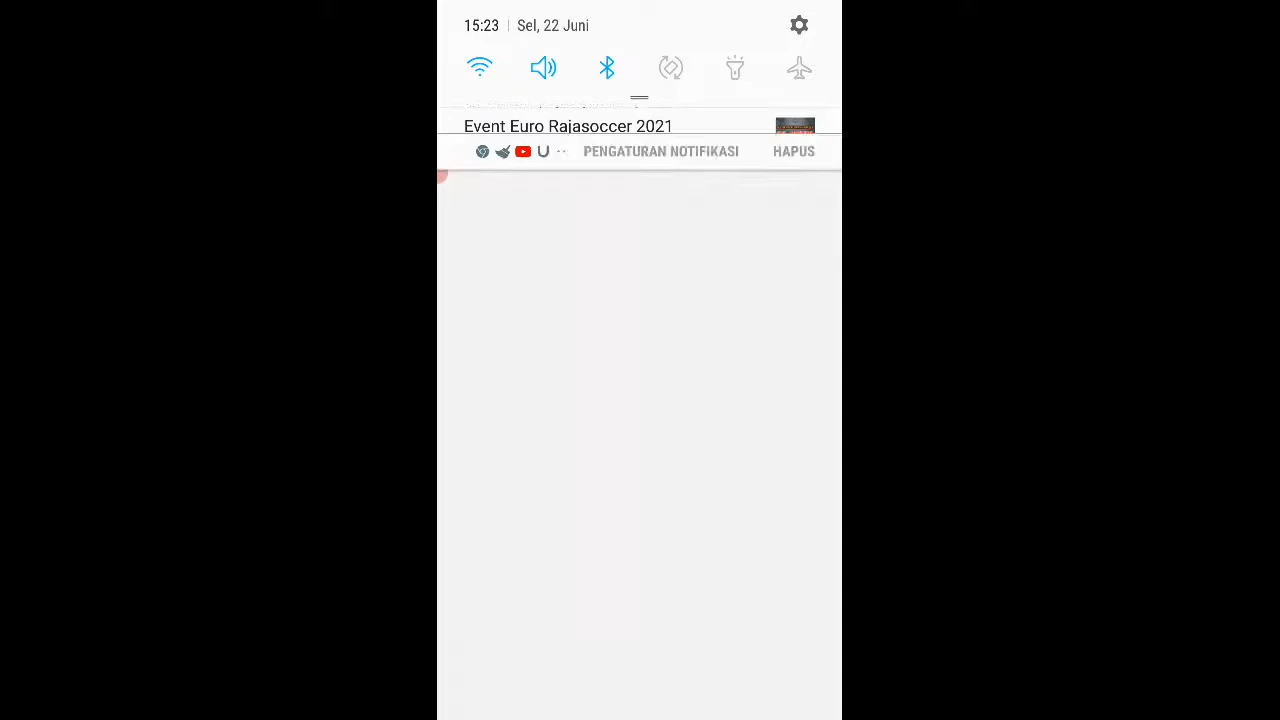 15:23 | Sel, 22 Juni
Event Euro Rajasoccer 2021
PENGATURAN NOTIFIKASI HAPUS